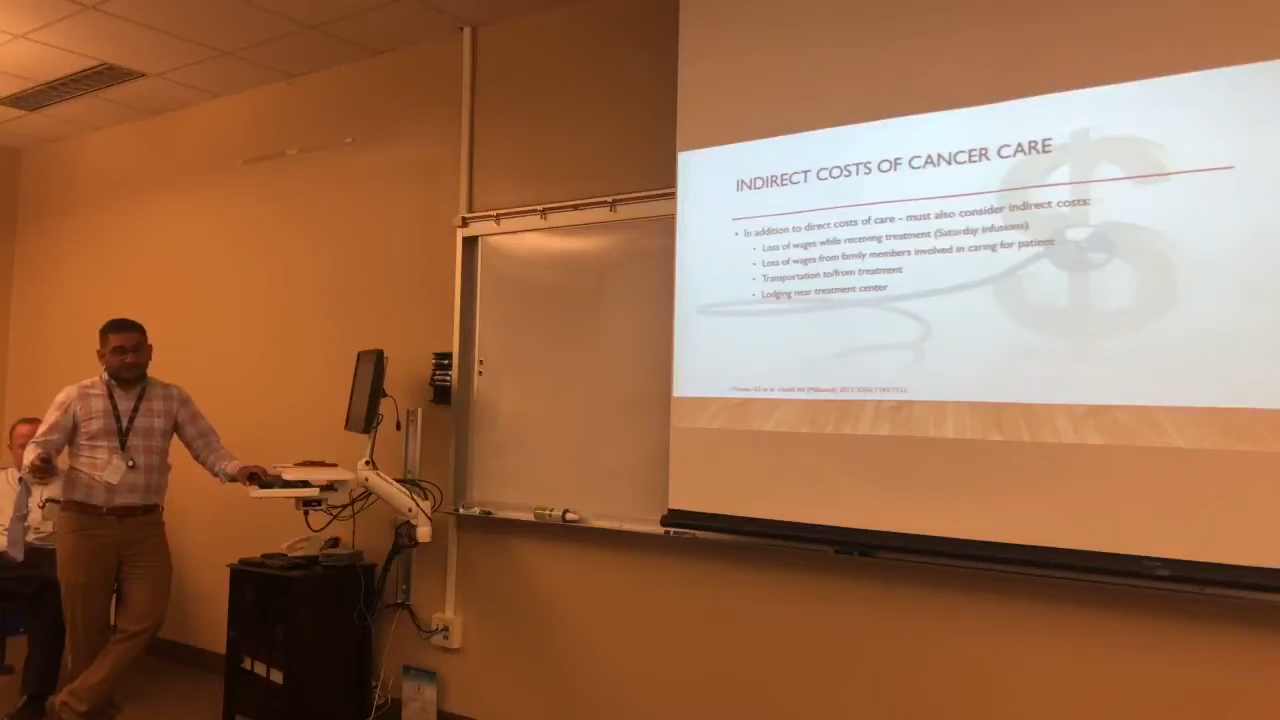 INDIRECT COSTS OF CANCER CARE
• In addition to direct costs of care - must also consider indirect costs:
• Loss of wages while receiving treatment (Saturday infusions)
• Loss of wages from family members involved in caring for patient
• Transportation to/from treatment
• Lodging near treatment center